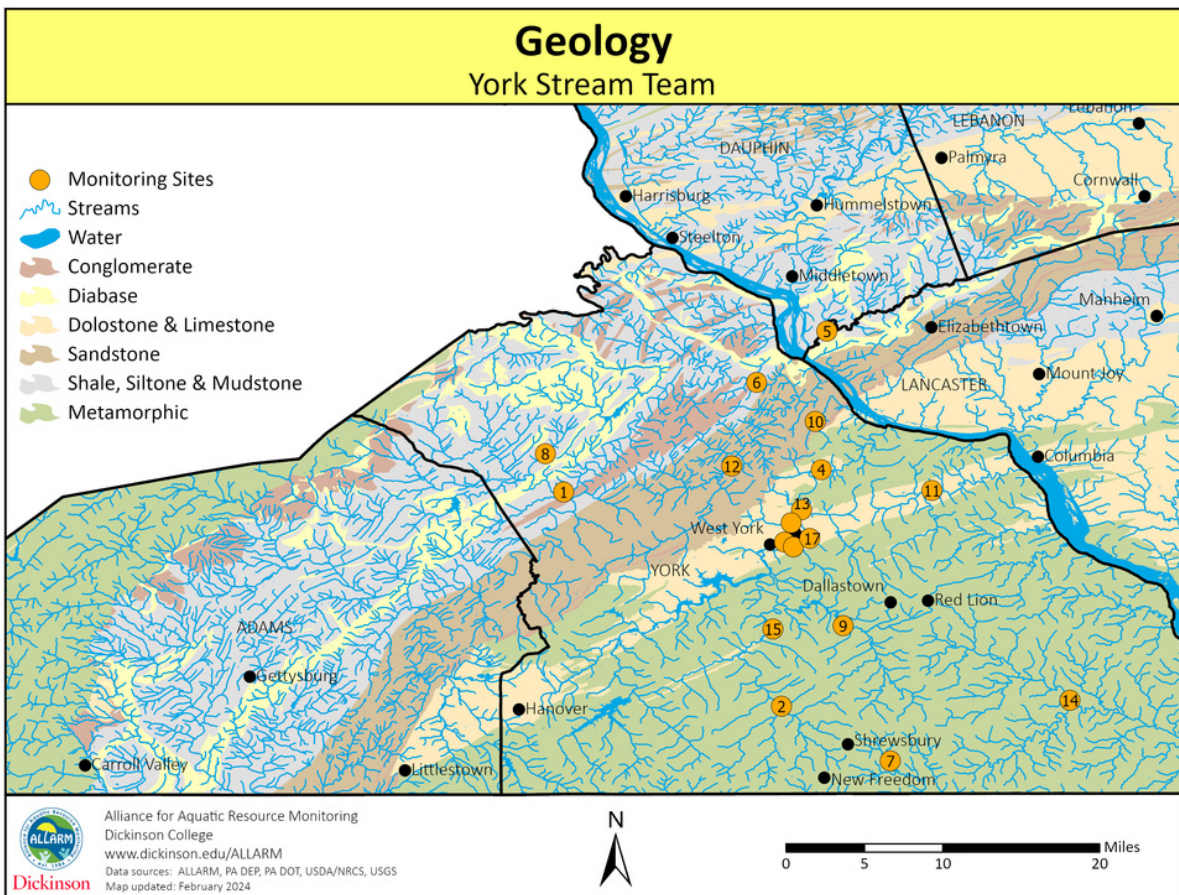 Geology
York Stream Team
Monitoring Sites
Streams
Water
Conglomerate
Diabase
Dolostone & Limestone
Sandstone
Shale, Siltone & Mudstone
Metamorphic
Lebanon
LEBANON
DAUPHIN
Palmyra
Cornwall
Harrisburg
Hummelstown
Steelton
Middletown
Manheim
5
Elizabethtown
Mount Joy
LANCASTER
6
10
8
12
4
Columbia
1
11
13
West York
17
YORK
Dallastown
Red Lion
15
9
ADAMS
Gettysburg
14
Hanover
2
Shrewsbury
7
Carroll Valley
Littlestown
New Freedom
ALLARM
Dickinson
Alliance for Aquatic Resource Monitoring
Dickinson College
www.dickinson.edu/ALLARM
Data sources: ALLARM, PA DEP, PA DOT, USDA/NRCS, USGS
Map updated: February 2024
N
Miles
0 5 10 20